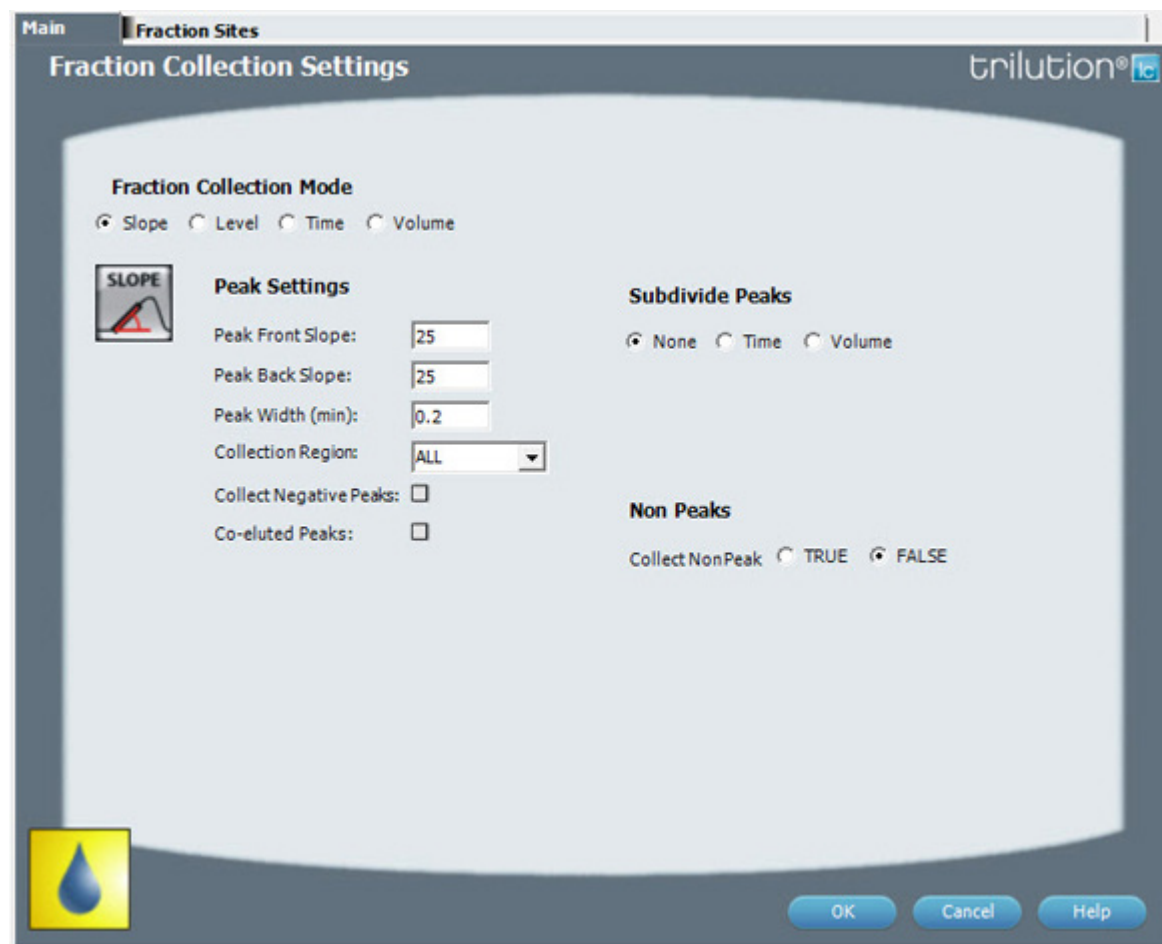 Main Fraction Sites
Fraction Collection Settings trilution® lc
Fraction Collection Mode
Slope Level Time Volume
SLOPE
Peak Settings
Peak Front Slope: 25
Peak Back Slope: 25
Peak Width (min): 0.2
Collection Region: ALL
Collect Negative Peaks:
Co-eluted Peaks:
Subdivide Peaks
None Time Volume
Non Peaks
Collect NonPeak TRUE FALSE
OK Cancel Help